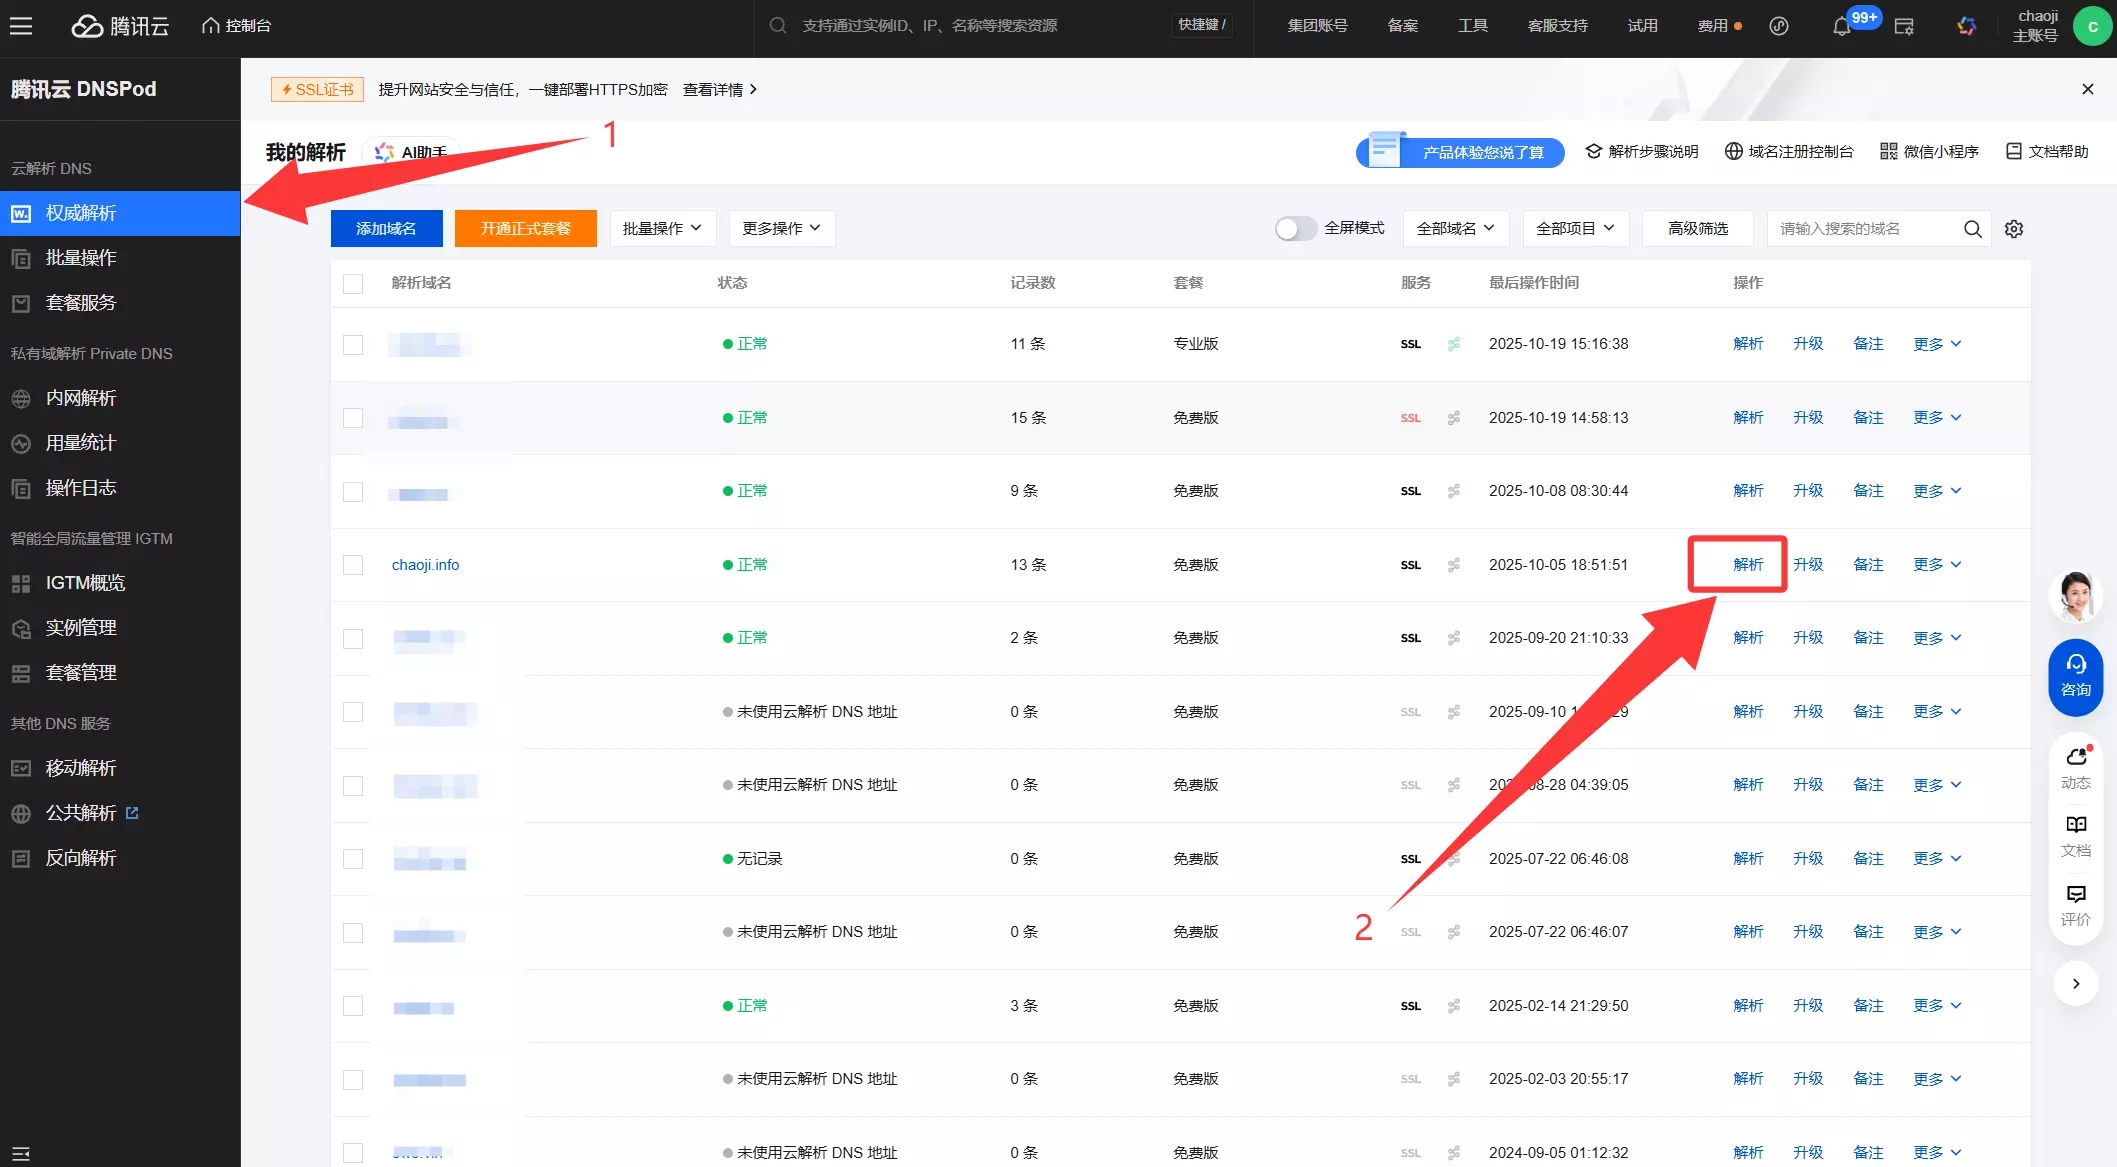 腾讯云
控制台
支持通过实例ID、IP、名称等搜索资源
快捷键 /
集团账号
备案
工具
客服支持
试用
费用
99+
chaoji
主账号
C
腾讯云 DNSPod
云解析 DNS
权威解析
批量操作
套餐服务
私有域解析 Private DNS
内网解析
用量统计
操作日志
智能全局流量管理 IGTM
IGTM概览
实例管理
套餐管理
其他 DNS 服务
移动解析
公共解析
反向解析
SSL证书
提升网站安全与信任，一键部署HTTPS加密 查看详情
1
我的解析
AI助手
产品体验您说了算
解析步骤说明
域名注册控制台
微信小程序
文档帮助
添加域名
开通正式套餐
批量操作
更多操作
全屏模式
全部域名
全部项目
高级筛选
请输入搜索的域名
解析域名 状态 记录数 套餐 服务 最后操作时间 操作
正常 11 条 专业版 SSL 2025-10-19 15:16:38 解析 升级 备注 更多
正常 15 条 免费版 SSL 2025-10-19 14:58:13 解析 升级 备注 更多
正常 9 条 免费版 SSL 2025-10-08 08:30:44 解析 升级 备注 更多
chaoji.info 正常 13 条 免费版 SSL 2025-10-05 18:51:51 解析 升级 备注 更多
正常 2 条 免费版 SSL 2025-09-20 21:10:33 解析 升级 备注 更多
未使用云解析 DNS 地址 0 条 免费版 SSL 2025-09-10 解析 升级 备注 更多
未使用云解析 DNS 地址 0 条 免费版 SSL 04:39:05 解析 升级 备注 更多
无记录 0 条 免费版 SSL 2025-07-22 06:46:08 解析 升级 备注 更多
2
未使用云解析 DNS 地址 0 条 免费版 SSL 2025-07-22 06:46:07 解析 升级 备注 更多
正常 3 条 免费版 SSL 2025-02-14 21:29:50 解析 升级 备注 更多
未使用云解析 DNS 地址 0 条 免费版 SSL 2025-02-03 20:55:17 解析 升级 备注 更多
未使用云解析 DNS 地址 0 条 免费版 SSL 2024-09-05 01:12:32 解析 升级 备注 更多
咨询
动态
文档
评价